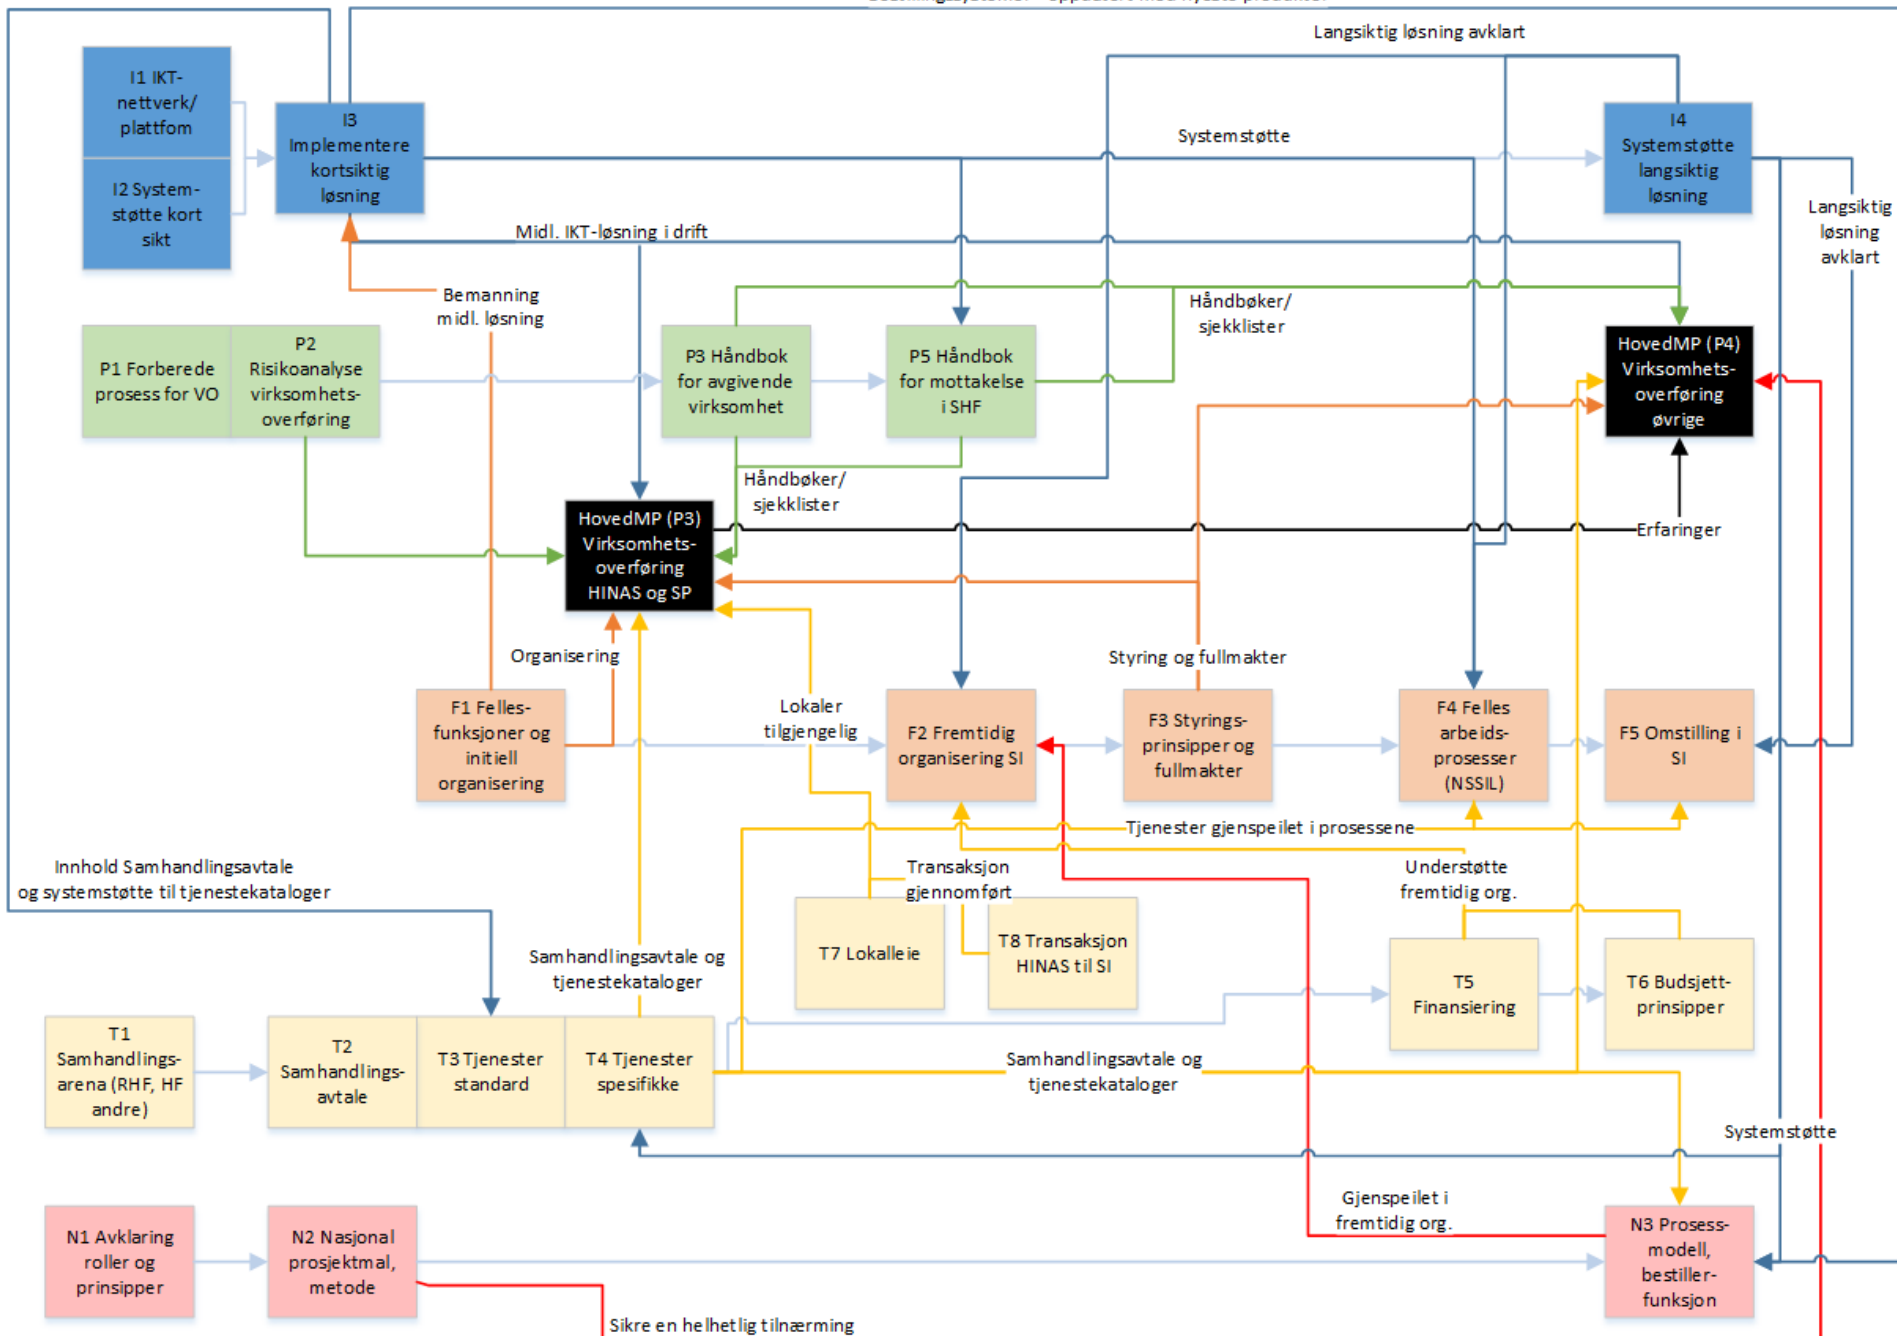 Langsiktig løsning avklart
I1 IKT-
nettverk/
plattfom
I2 System-
støtte kort
sikt
I3
Implementere
kortsiktig
løsning
Systemstøtte
I4
Systemstøtte
langsiktig
løsning
Langsiktig
løsning
avklart
Midl. IKT-løsning i drift
Bemanning
midl. løsning
Håndbøker/
sjekklister
P1 Forberede
prosess for VO
P2
Risikoanalyse
virksomhets-
overføring
P3 Håndbok
for avgivende
virksomhet
P5 Håndbok
for mottakelse
i SHF
HovedMP (P4)
Virksomhets-
overføring
øvrige
Håndbøker/
sjekklister
HovedMP (P3)
Virksomhets-
overføring
HINAS og SP
Erfaringer
Organisering
Styring og fullmakter
F1 Felles-
funksjoner og
initiell
organisering
Lokaler
tilgjengelig
F2 Fremtidig
organisering SI
F3 Styrings-
prinsipper og
fullmakter
F4 Felles
arbeids-
prosesser
(NSSIL)
F5 Omstilling i
SI
Tjenester gjenspeilet i prosessene
Innhold Samhandlingsavtale
og systemstøtte til tjenestekataloger
Transaksjon
gjennomført
Understøtte
fremtidig org.
T7 Lokalleie
T8 Transaksjon
HINAS til SI
Samhandlingsavtale og
tjenestekataloger
T5
Finansiering
T6 Budsjett-
prinsipper
T1
Samhandlings-
arena (RHF, HF
andre)
T2
Samhandlings-
avtale
T3 Tjenester
standard
T4 Tjenester
spesifikke
Samhandlingsavtale og
tjenestekataloger
Systemstøtte
Gjenspeilet i
fremtidig org.
N1 Avklaring
roller og
prinsipper
N2 Nasjonal
prosjektmal,
metode
N3 Prosess-
modell,
bestiller-
funksjon
Sikre en helhetlig tilnærming